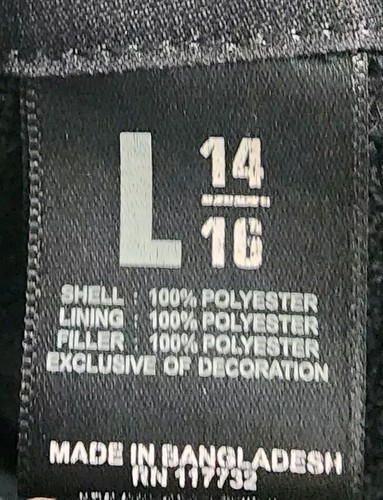 L 14
16
SHELL : 100% POLYESTER
LINING : 100% POLYESTER
FILLER : 100% POLYESTER
EXCLUSIVE OF DECORATION
MADE IN BANGLADESH
RN 117732